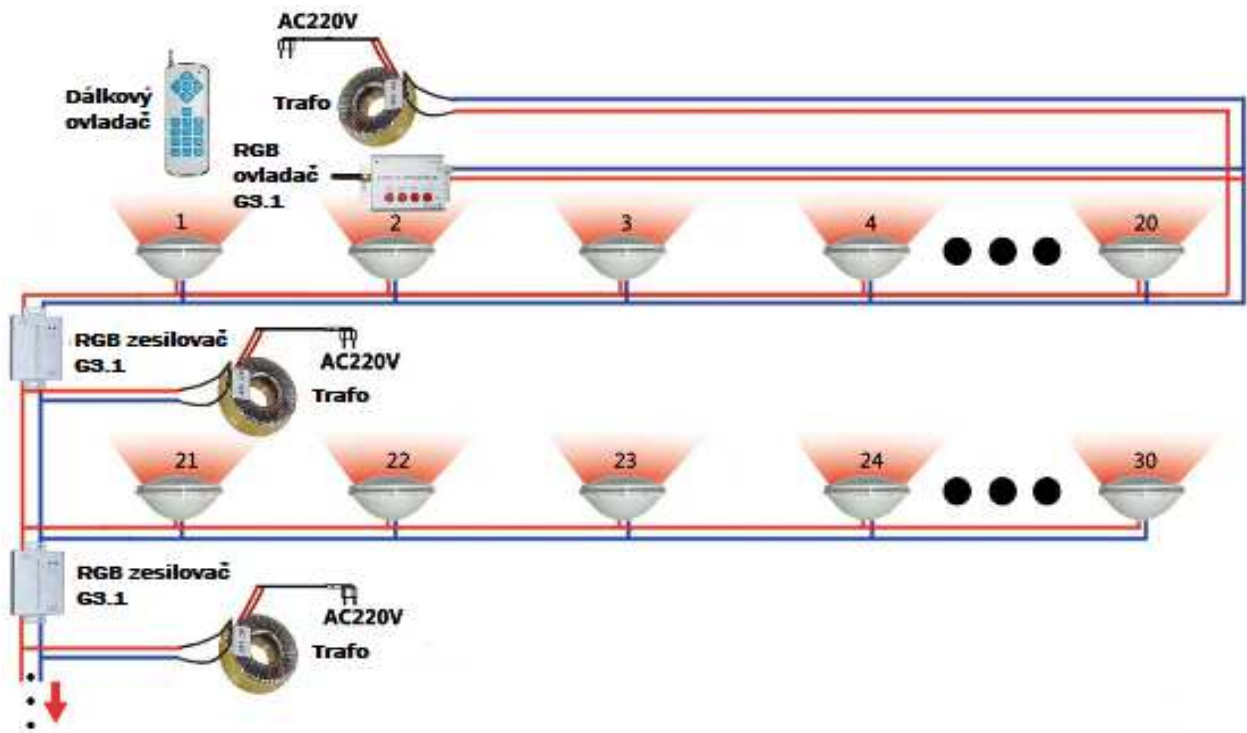 AC220V
Dálkový
ovladač
Trafo
RGB
ovladač
G3.1
1
2
3
4
20
RGB zesilovač
G3.1
AC220V
Trafo
21
22
23
24
30
RGB zesilovač
G3.1
AC220V
Trafo